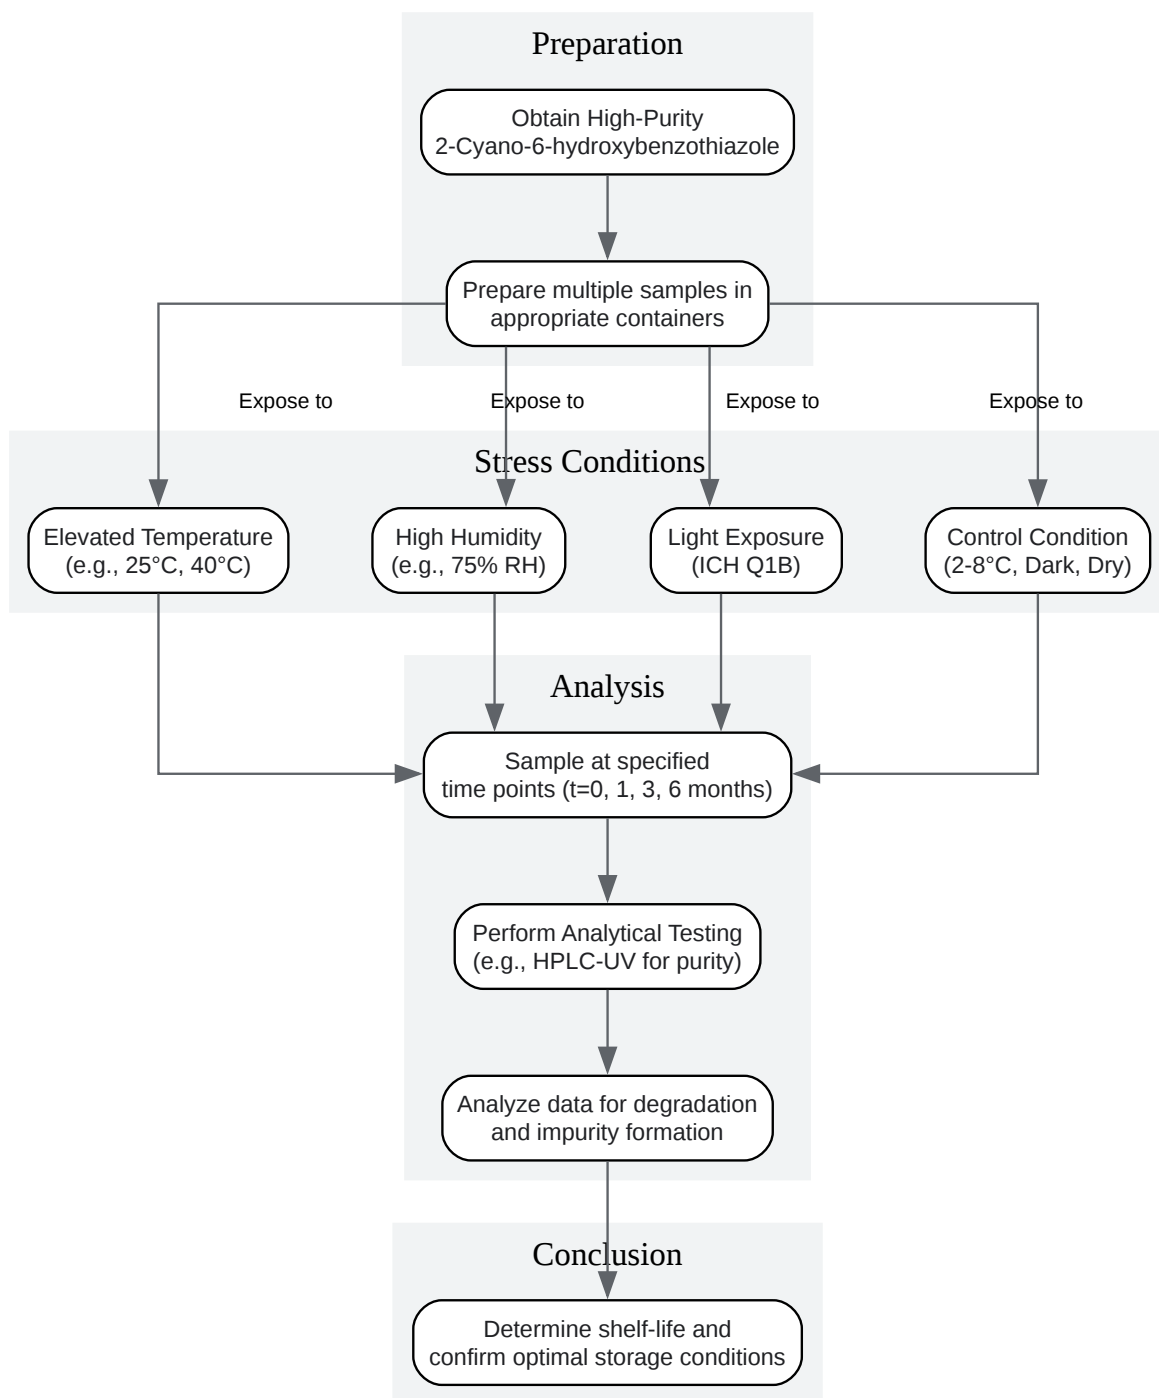 Preparation
Obtain High-Purity
2-Cyano-6-hydroxybenzothiazole
Prepare multiple samples in
appropriate containers
Expose to
Expose to
Expose to
Expose to
Stress Conditions
Elevated Temperature
(e.g., 25°C, 40°C)
High Humidity
(e.g., 75% RH)
Light Exposure
(ICH Q1B)
Control Condition
(2-8°C, Dark, Dry)
Analysis
Sample at specified
time points (t=0, 1, 3, 6 months)
Perform Analytical Testing
(e.g., HPLC-UV for purity)
Analyze data for degradation
and impurity formation
Conclusion
Determine shelf-life and
confirm optimal storage conditions